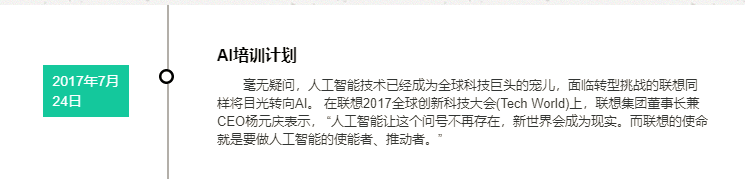 AI培训计划
2017年7月
24日
毫无疑问，人工智能技术已经成为全球科技巨头的宠儿，面临转型挑战的联想同
样将目光转向AI。 在联想2017全球创新科技大会(Tech World)上，联想集团董事长兼
CEO杨元庆表示， “人工智能让这个问号不再存在，新世界会成为现实。而联想的使命
就是要做人工智能的使能者、推动者。”